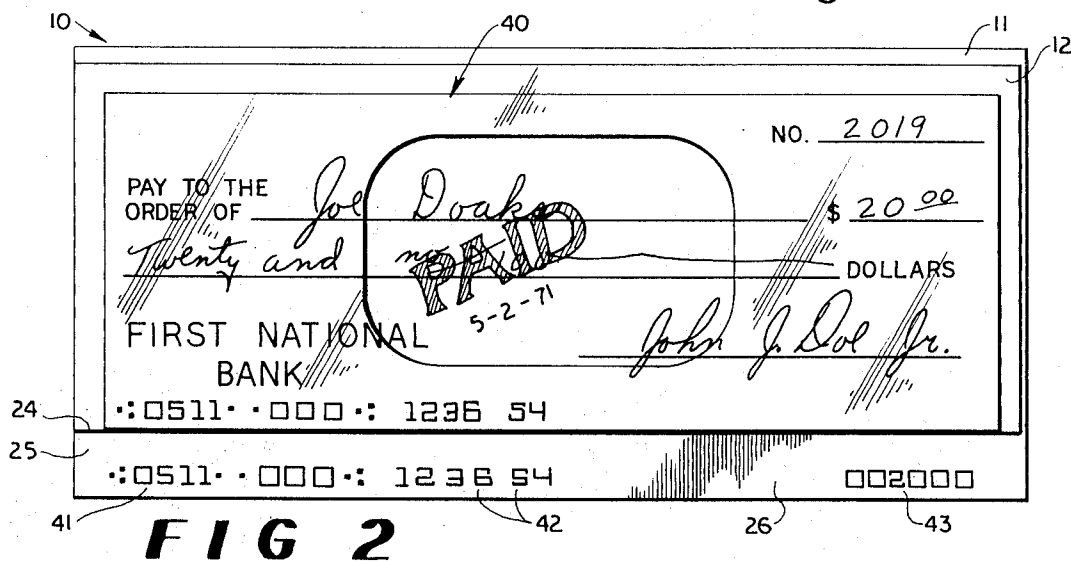 10 40 11
12
NO. 2019
PAY TO THE
ORDER OF Joe Doaks $ 20 00
Twenty and no DOLLARS
PAID
5-2-71
FIRST NATIONAL
BANK
John J. Doe Jr.
⑆0511⑉000⑆ 1236 54
24
25
⑆0511⑉000⑆ 1236 54 002000
41 42 26 43
FIG 2